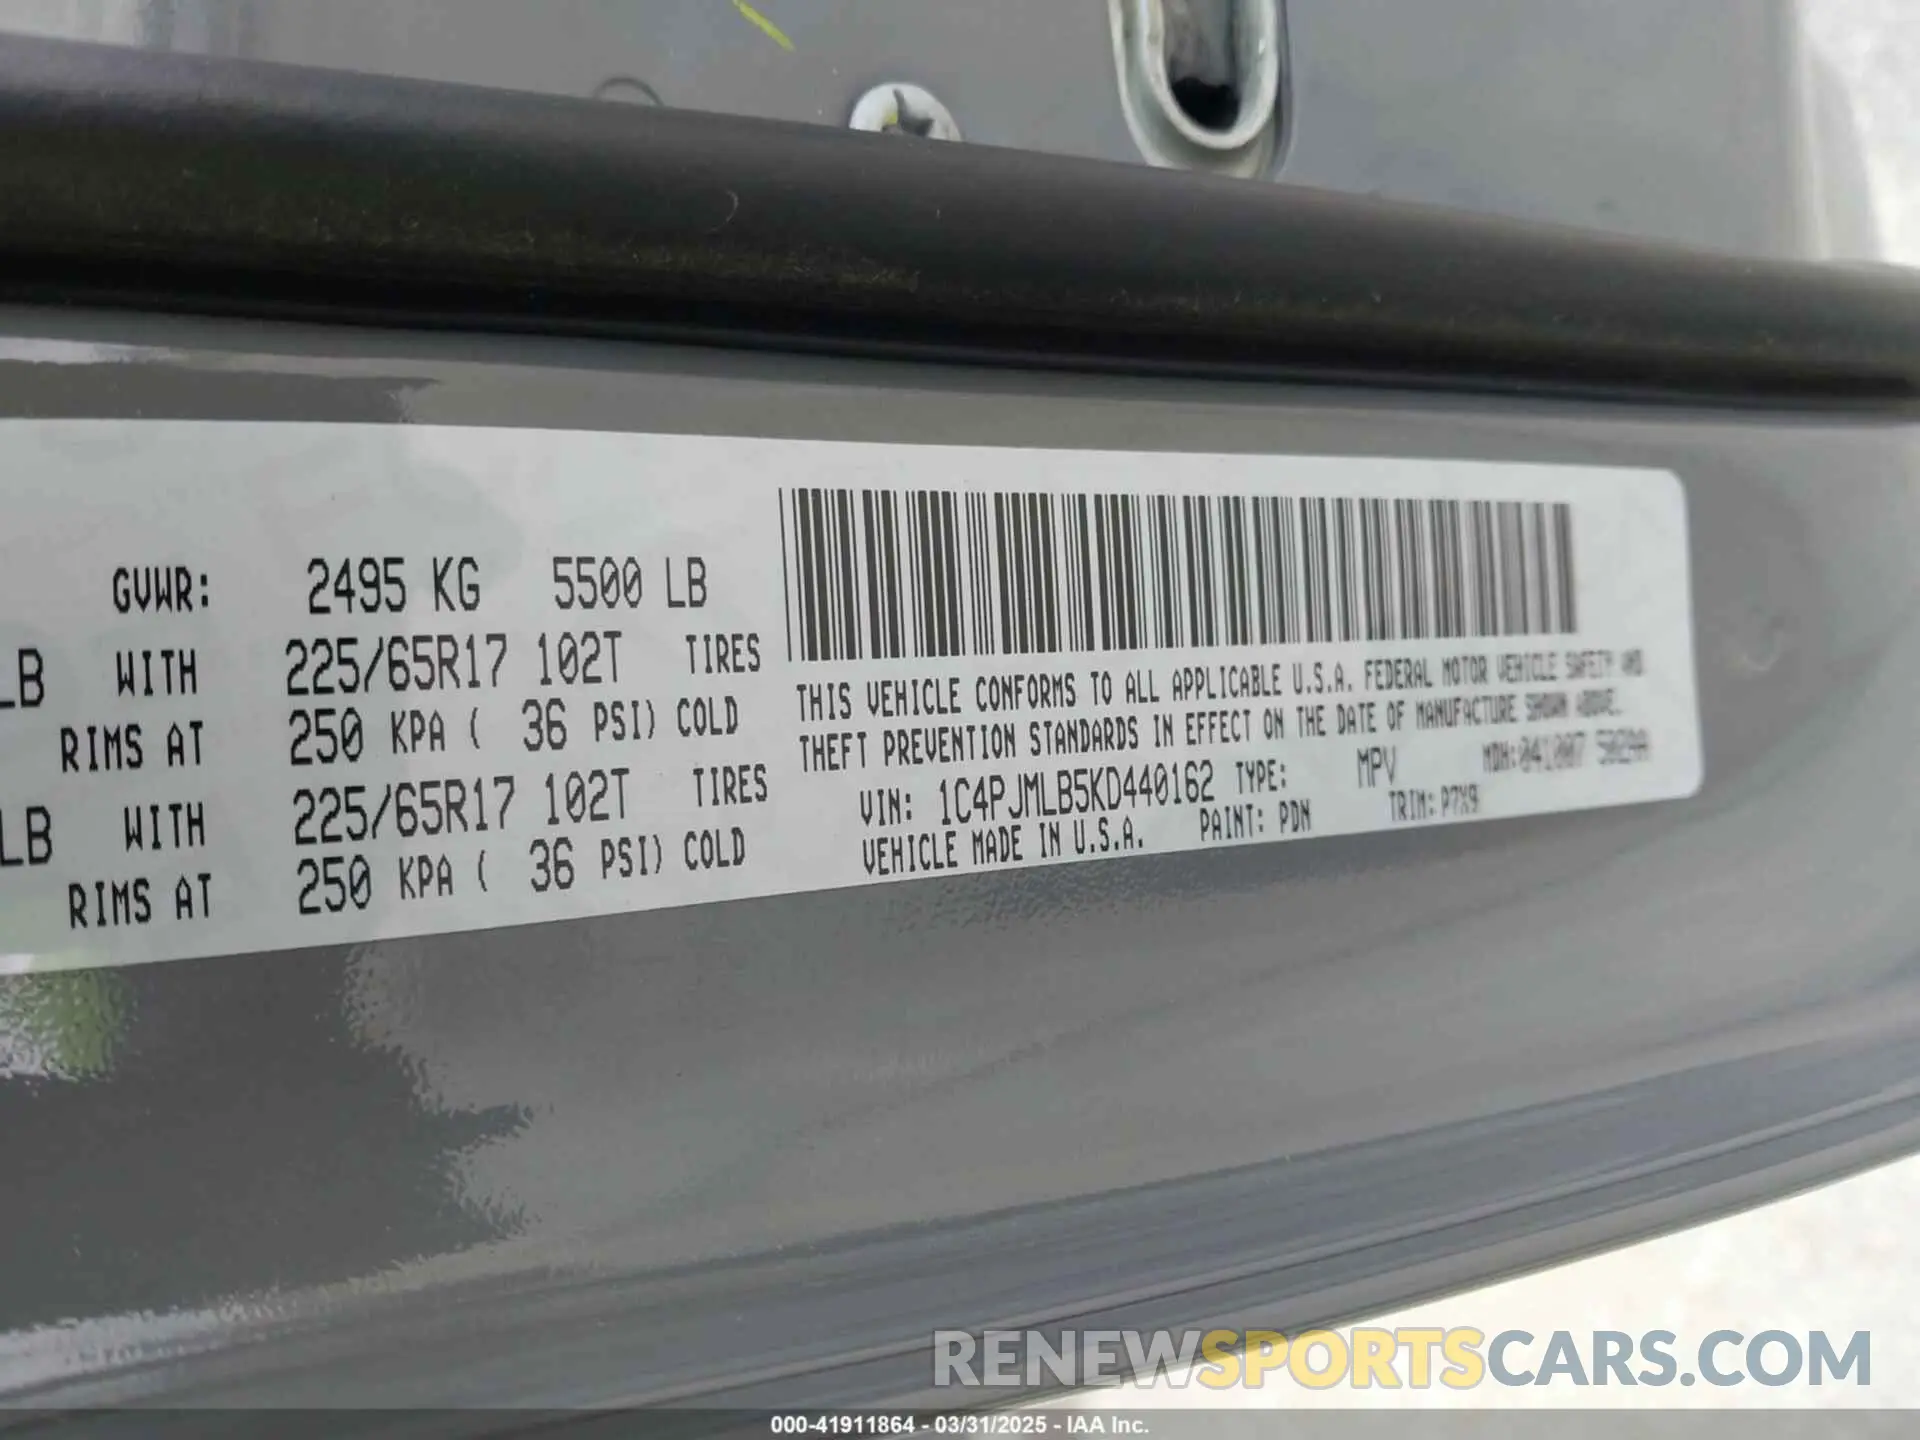 GVWR: 2495 KG 5500 LB
LB WITH 225/65R17 102T TIRES
RIMS AT 250 KPA ( 36 PSI) COLD
LB WITH 225/65R17 102T TIRES
RIMS AT 250 KPA ( 36 PSI) COLD
THIS VEHICLE CONFORMS TO ALL APPLICABLE U.S.A. FEDERAL MOTOR VEHICLE SAFETY AND
THEFT PREVENTION STANDARDS IN EFFECT ON THE DATE OF MANUFACTURE SHOWN ABOVE.
VIN: 1C4PJMLB5KD440162 TYPE: MPV MDH: 041007 502AA
VEHICLE MADE IN U.S.A. PAINT: PDN TRIM: P7X9
RENEWSPORTSCARS.COM
000-41911864 - 03/31/2025 - IAA Inc.